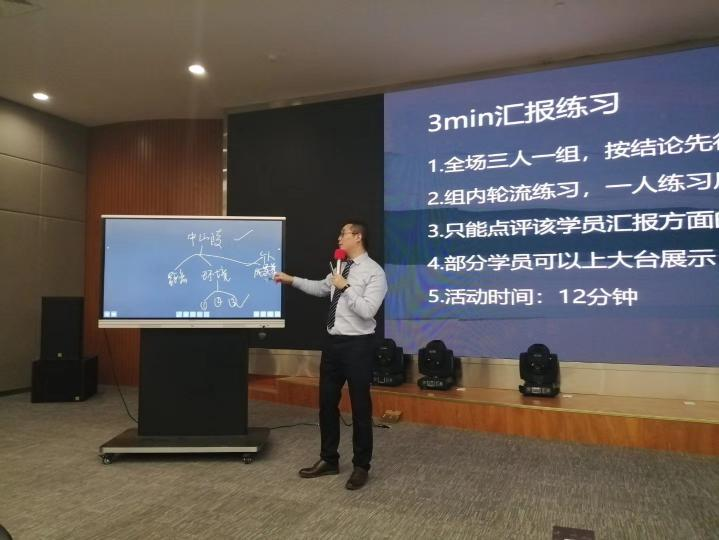 3min汇报练习
1.全场三人一组，按结论先
2.组内轮流练习，一人练习
3.只能点评该学员汇报方面
4.部分学员可以上大台展示
5.活动时间：12分钟
中山陵
环境
个人